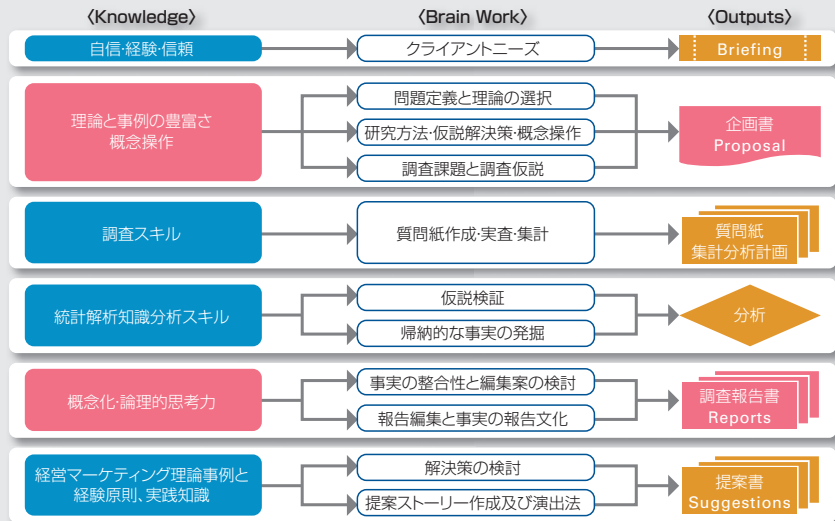 〈Knowledge〉
〈Brain Work〉
〈Outputs〉
自信・経験・信頼
クライアントニーズ
Briefing
理論と事例の豊富さ
概念操作
問題定義と理論の選択
研究方法・仮説解決策・概念操作
調査課題と調査仮説
企画書
Proposal
調査スキル
質問紙作成・実査・集計
質問紙
集計分析計画
統計解析知識分析スキル
仮説検証
帰納的な事実の発掘
分析
概念化・論理的思考力
事実の整合性と編集案の検討
報告編集と事実の報告文化
調査報告書
Reports
経営マーケティング理論事例と
経験原則、実践知識
解決策の検討
提案ストーリー作成及び演出法
提案書
Suggestions